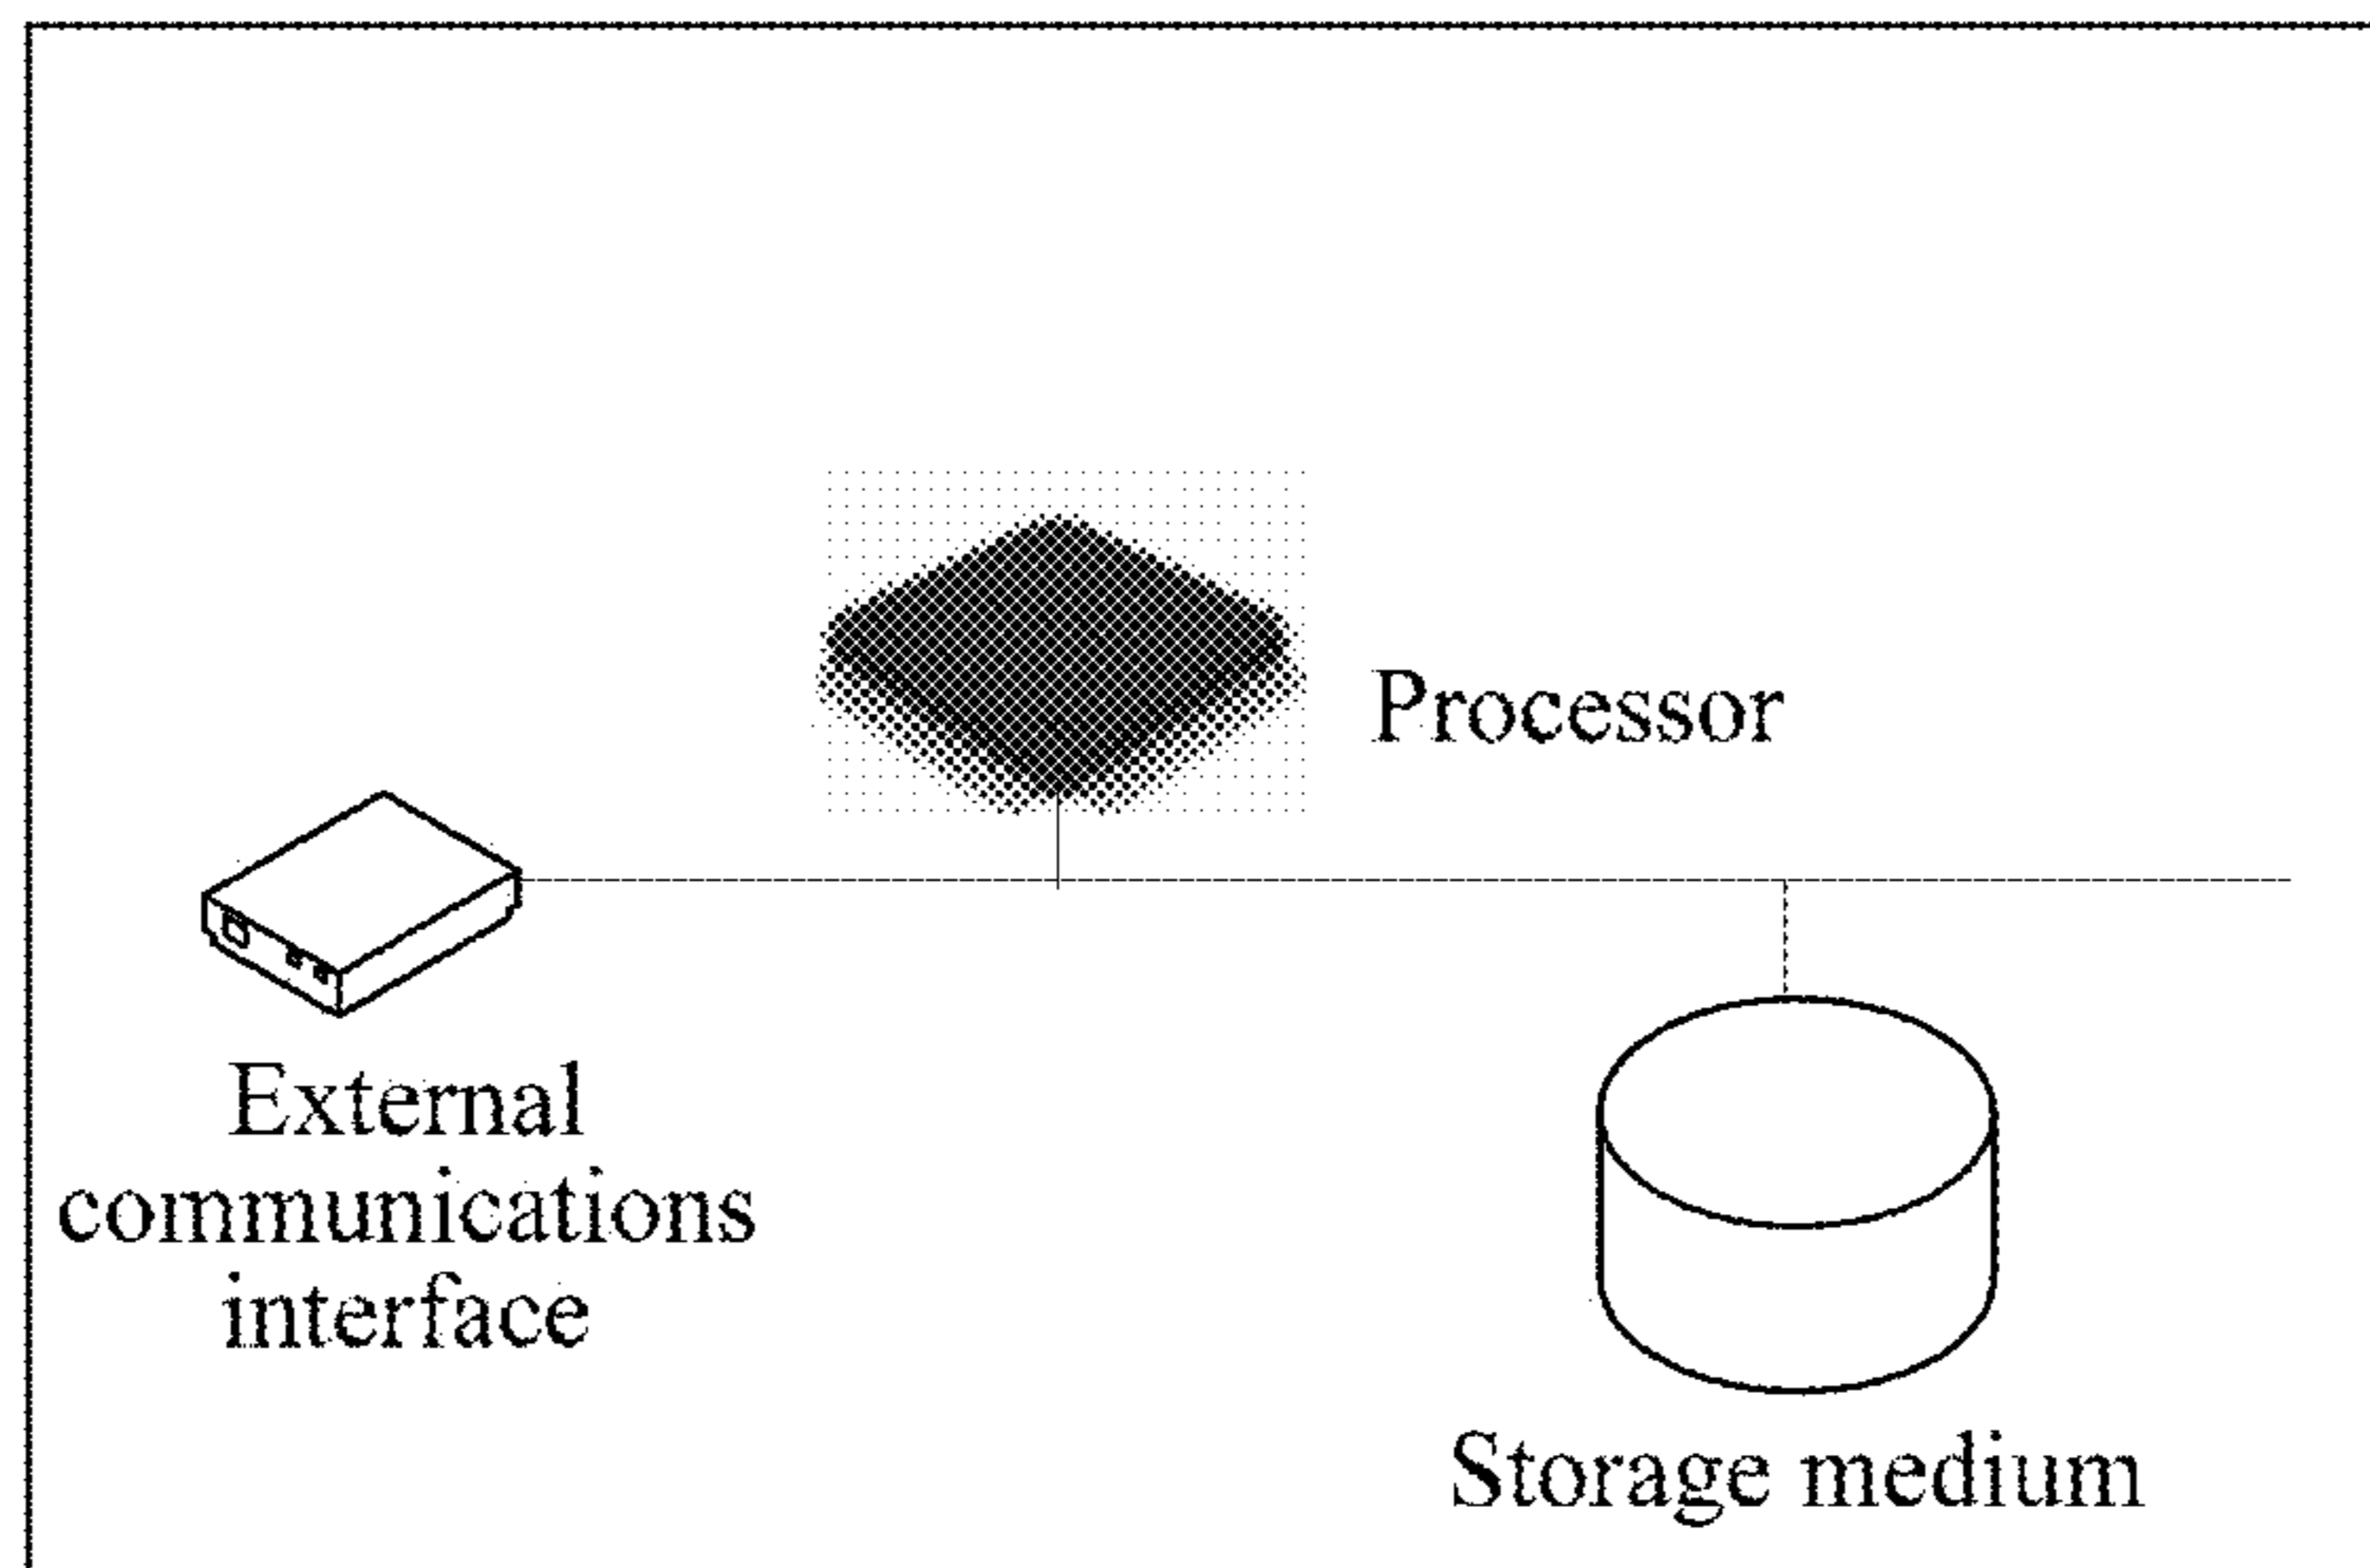 Processor
External
communications
interface
Storage medium